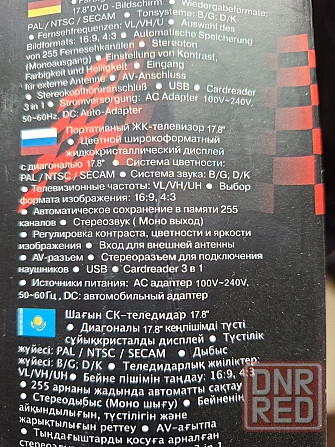 17.8"DVD -Bildschirm • Wiedergabeformate:
PAL / NTSC / SECAM • Tonsysteme: B/G; D/K
• Fernsehfrequenzen: VL/VH/U • Auswahl des
Bildformats: 16:9, 4:3 • Automatische Speicherung
von 255 Fernsehkanälen • Stereoton
(Monoausgang) • Einstellung von Kontrast,
Farbigkeit und Helligkeit • Eingang
für externe Antenne • AV-Anschluss
• Stereokopfhöreranschluß • USB • Cardreader
3 in 1 • Stromversorgung: AC Adapter 100V~240V,
50~60Hz, DC: Auto-Adapter
Портативный ЖК-телевизор 17.8"
• Цветной широкоформатный
жидкокристаллический дисплей
с диагональю 17.8" • Система цветности:
PAL / NTSC / SECAM • Система звука: B/G; D/K
• Телевизионные частоты: VL/VH/UH • Выбор
формата изображения: 16:9, 4:3
• Автоматическое сохранение в памяти 255
каналов • Стереозвук ( Моно выход)
• Регулировка контраста, цветности и яркости
изображения • Вход для внешней антенны
• AV-разъем • Стереоразъем для подключения
наушников • USB • Cardreader 3 в 1
• Источники питания: AC адаптер 100V~240V,
50~60Гц , DC: автомобильный адаптер
Шағын СК-теледидар 17.8"
• Диагоналы 17.8" кеңпішімді түсті
сұйықкристалды дисплей • Түстілік
жүйесі: PAL / NTSC / SECAM • Дыбыс
жүйесі: B/G; D/K • Теледидарлық жиіліктер:
VL/VH/UH • Бейне пішімін таңдау: 16:9, 4:3
• 255 арнаны жадында автоматты сақтау
• Стереодыбыс (Моно шығу) • Бейненің
айқындылығын, түстілігін және
жарықтығын реттеу • AV-ағытпа
• Тыңдағыштарды қосуға арналған
DNR
RED